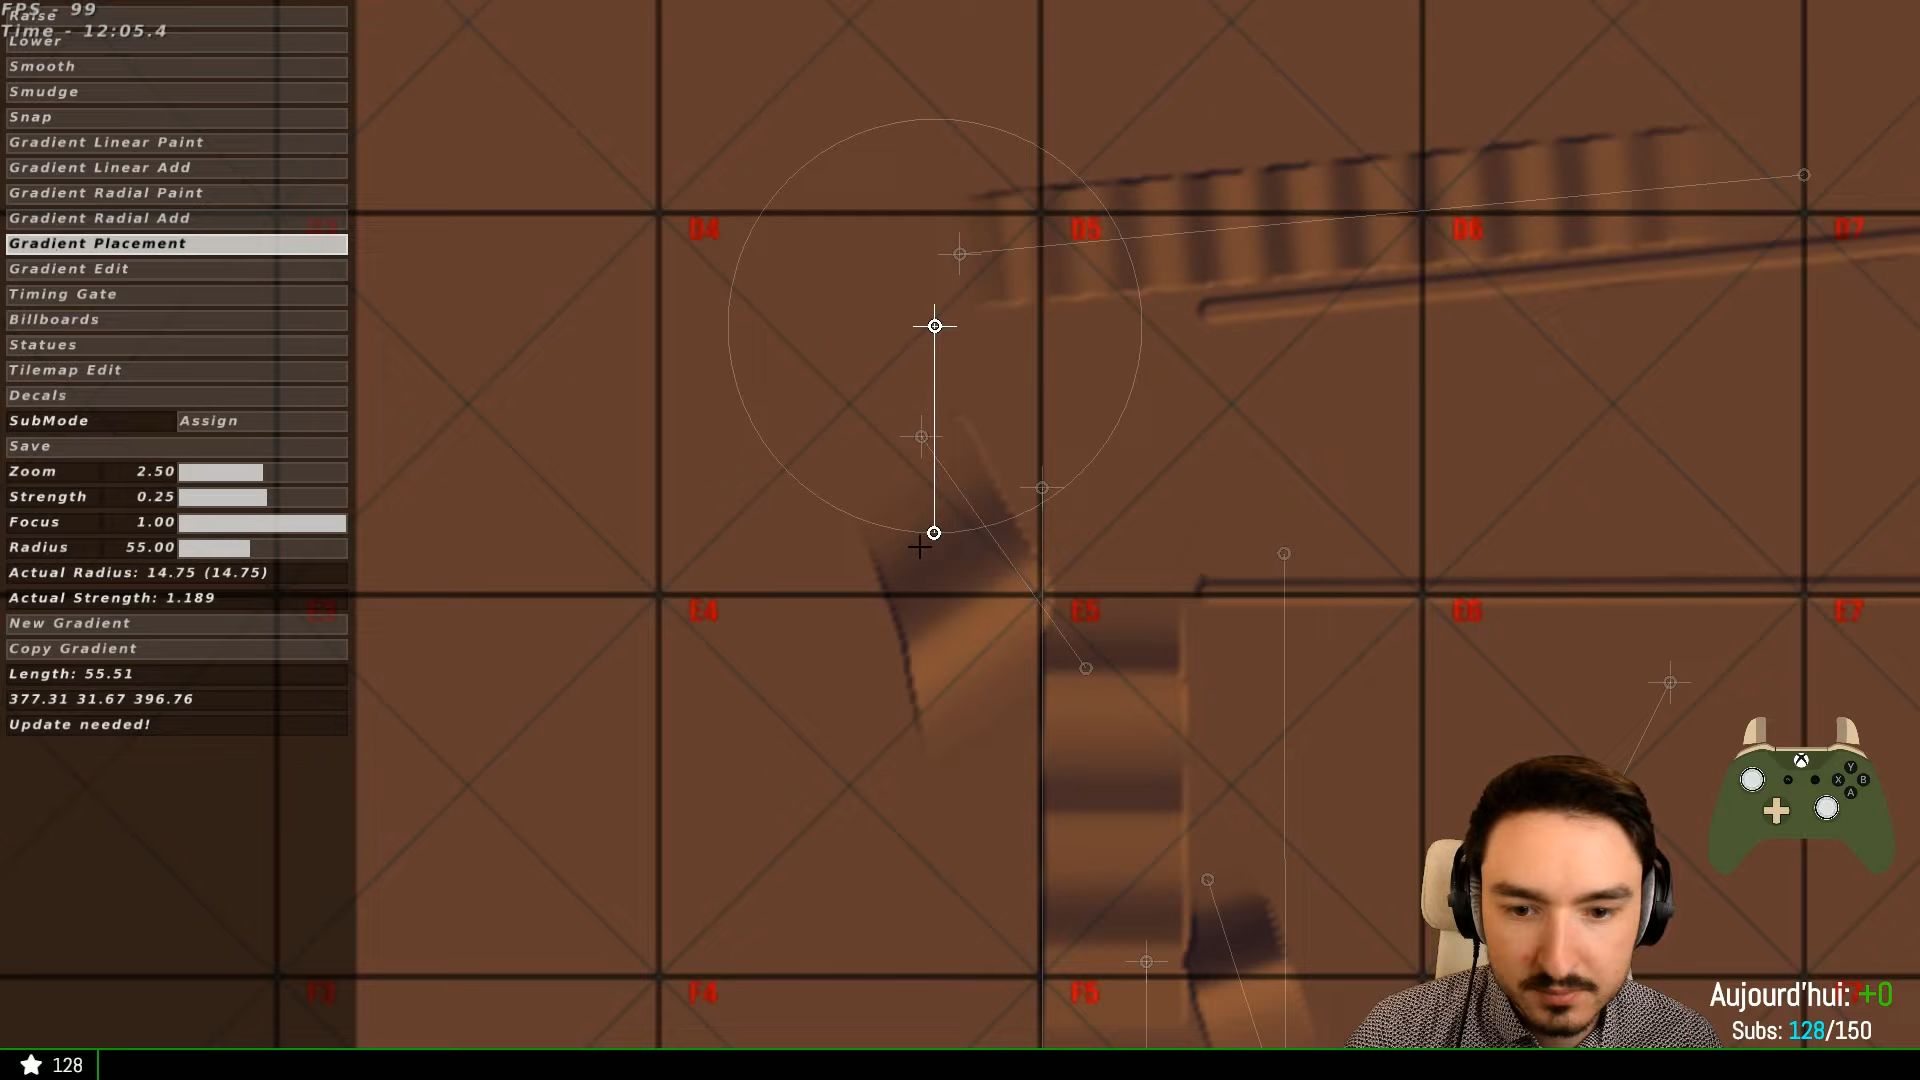 FPS - 99
Raise
Time - 12:05.4
Lower
Smooth
Smudge
Snap
Gradient Linear Paint
Gradient Linear Add
Gradient Radial Paint
Gradient Radial Add
Gradient Placement
Gradient Edit
Timing Gate
Billboards
Statues
Tilemap Edit
Decals
SubMode Assign
Save
Zoom 2.50
Strength 0.25
Focus 1.00
Radius 55.00
Actual Radius: 14.75 (14.75)
Actual Strength: 1.189
New Gradient
Copy Gradient
Length: 55.51
377.31 31.67 396.76
Update needed!
D4 D5 D6 D7
E3 E4 E5 E6 E7
F3 F4 F5
Y
X B
A
Aujourd'hui: +0
Subs: 128/150
128